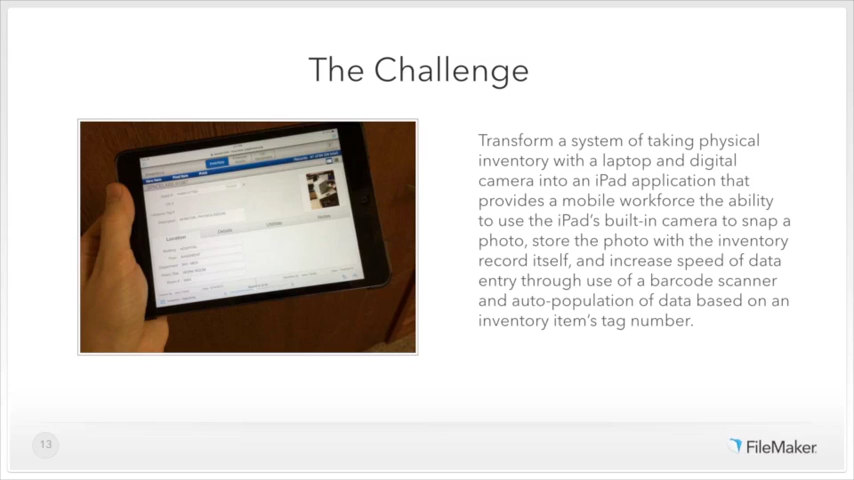 The Challenge
Transform a system of taking physical
inventory with a laptop and digital
camera into an iPad application that
provides a mobile workforce the ability
to use the iPad’s built-in camera to snap a
photo, store the photo with the inventory
record itself, and increase speed of data
entry through use of a barcode scanner
and auto-population of data based on an
inventory item’s tag number.
Location
Details
13
FileMaker